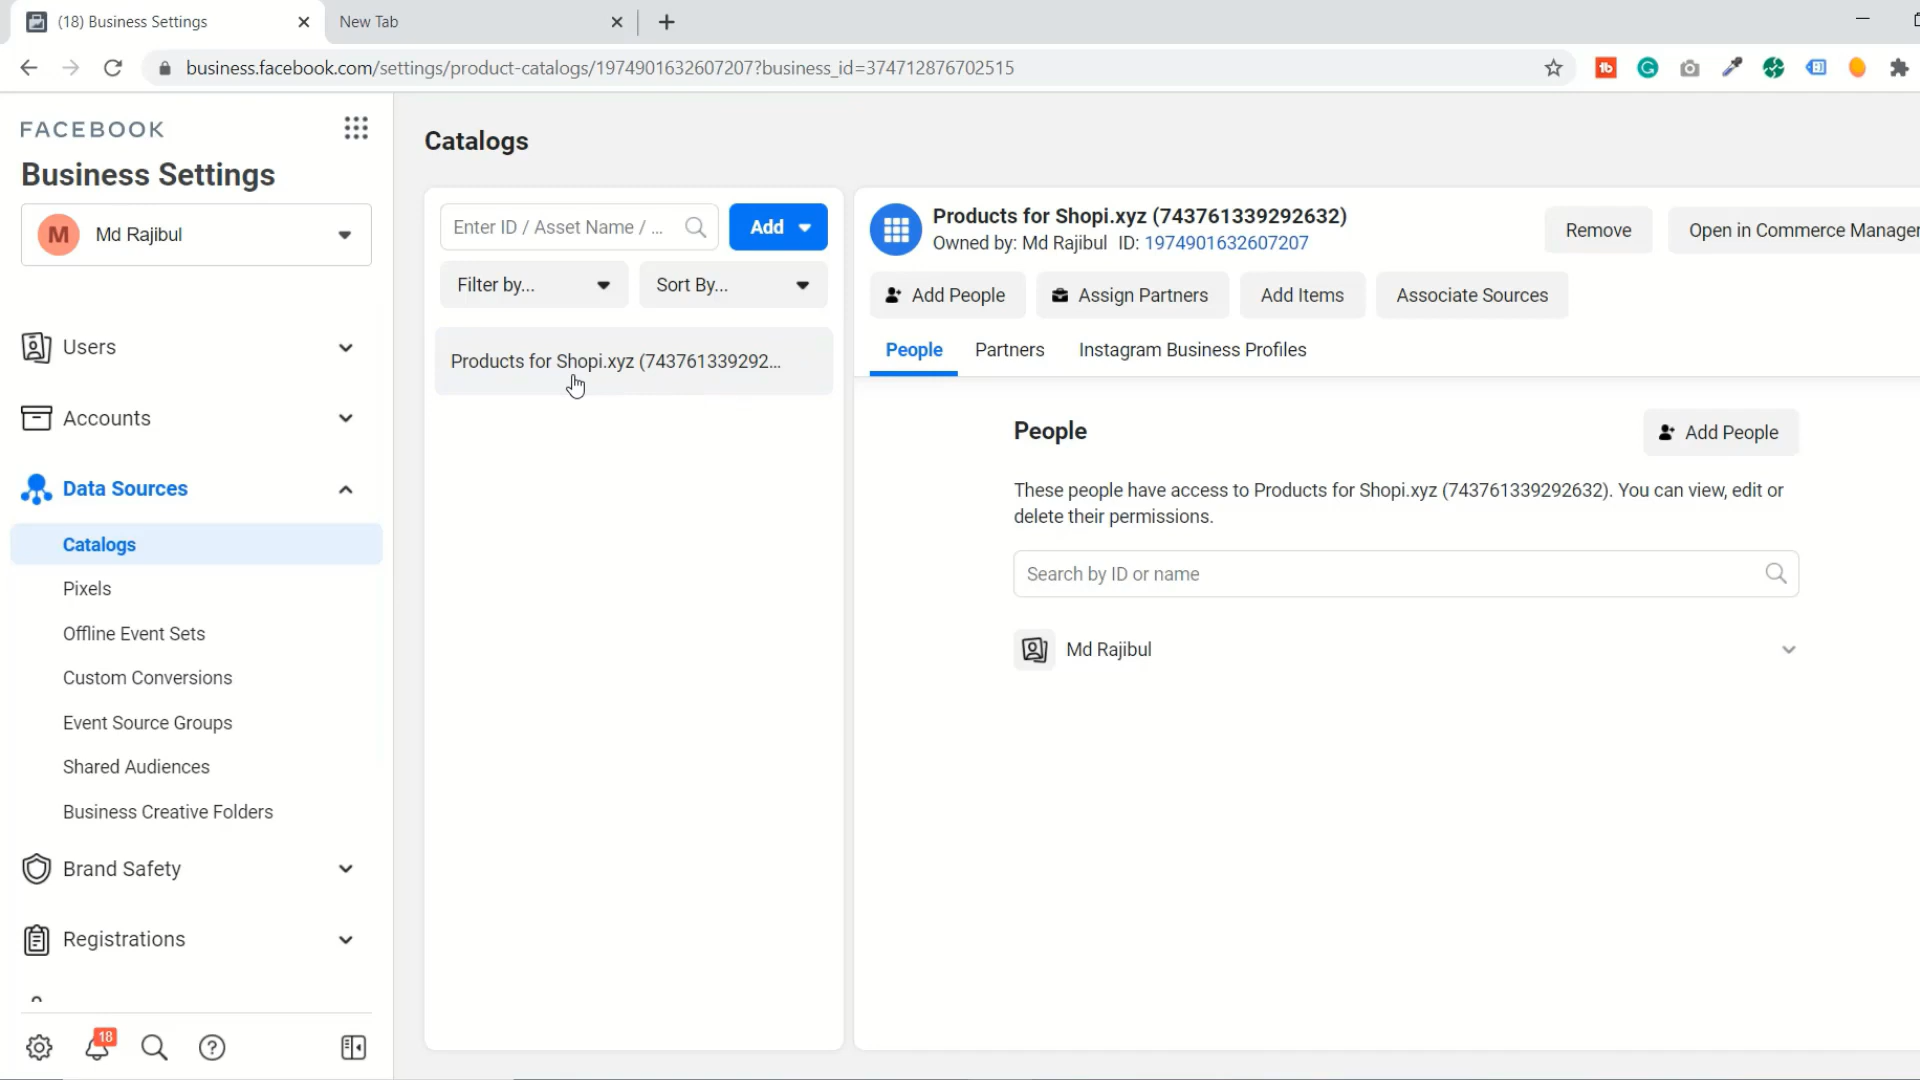 (18) Business Settings
New Tab
business.facebook.com/settings/product-catalogs/1974901632607207?business_id=374712876702515
FACEBOOK
Business Settings
M Md Rajibul
Users
Accounts
Data Sources
Catalogs
Pixels
Offline Event Sets
Custom Conversions
Event Source Groups
Shared Audiences
Business Creative Folders
Brand Safety
Registrations
18
Catalogs
Enter ID / Asset Name / ...
Add
Filter by...
Sort By...
Products for Shopi.xyz (743761339292...
Products for Shopi.xyz (743761339292632)
Owned by: Md Rajibul ID: 1974901632607207
Remove
Open in Commerce Manager
Add People
Assign Partners
Add Items
Associate Sources
People
Partners
Instagram Business Profiles
People
Add People
These people have access to Products for Shopi.xyz (743761339292632). You can view, edit or
delete their permissions.
Search by ID or name
Md Rajibul